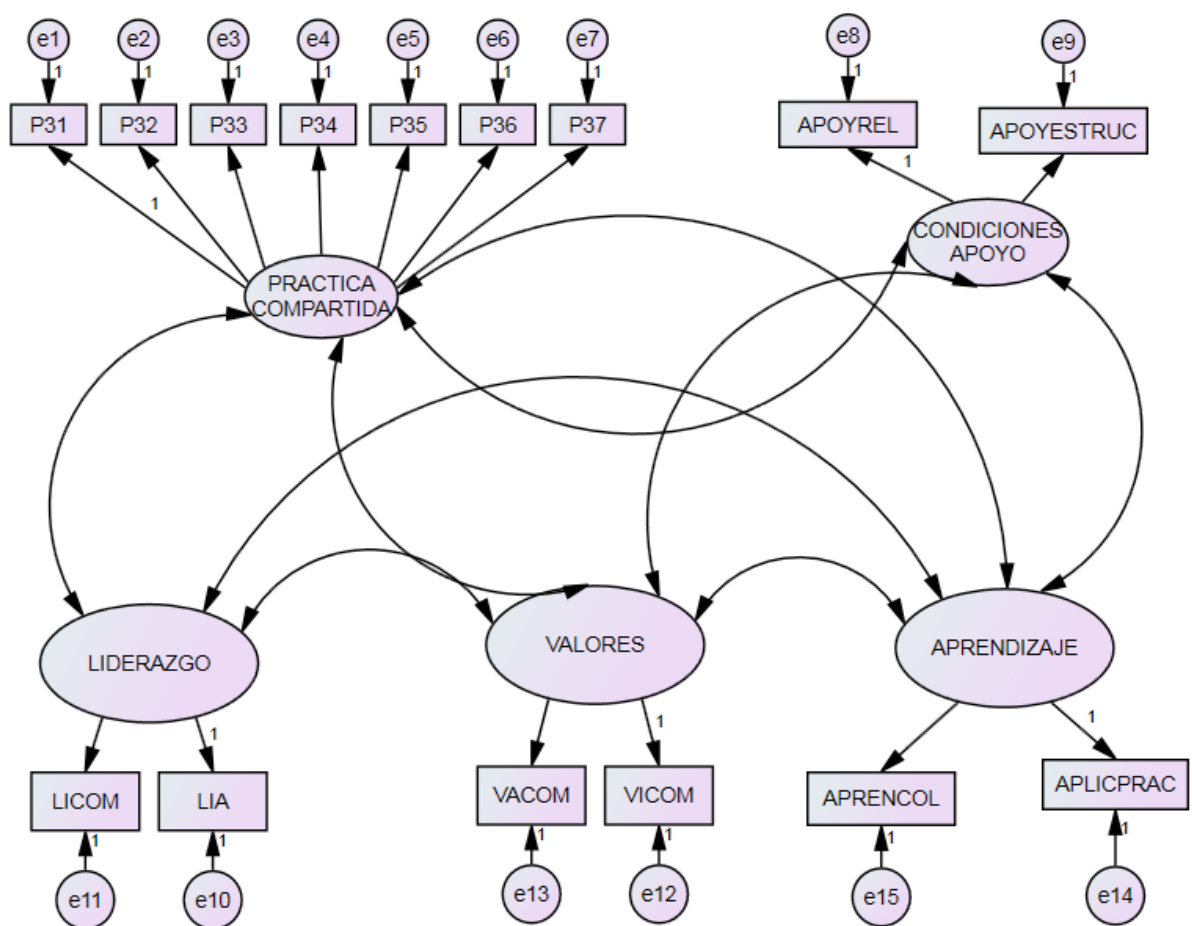 e1 e2 e3 e4 e5 e6 e7 e8 e9
1 1 1 1 1 1 1 1 1
P31 P32 P33 P34 P35 P36 P37 APOYREL APOYESTRUC
1 1
CONDICIONES
APOYO
PRACTICA
COMPARTIDA
LIDERAZGO VALORES APRENDIZAJE
1 1 1
LICOM LIA VACOM VICOM APRENCOL APLICPRAC
1 1 1 1 1 1
e11 e10 e13 e12 e15 e14